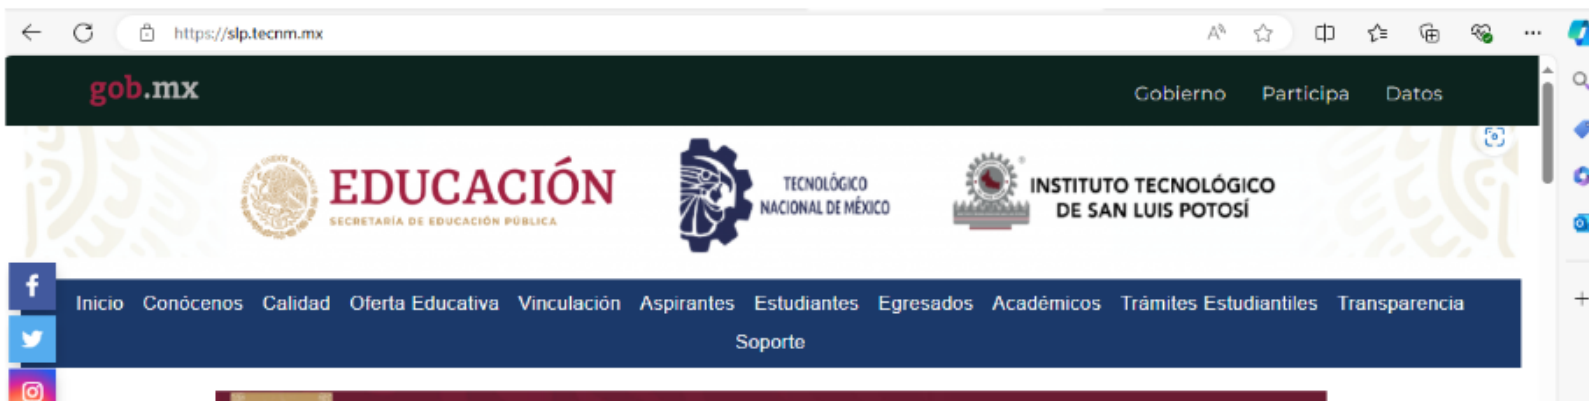 https://slp.tecnm.mx
gob.mx
Gobierno Participa Datos
EDUCACIÓN
SECRETARÍA DE EDUCACIÓN PÚBLICA
TECNOLÓGICO
NACIONAL DE MÉXICO
INSTITUTO TECNOLÓGICO
DE SAN LUIS POTOSÍ
Inicio Conócenos Calidad Oferta Educativa Vinculación Aspirantes Estudiantes Egresados Académicos Trámites Estudiantiles Transparencia
Soporte